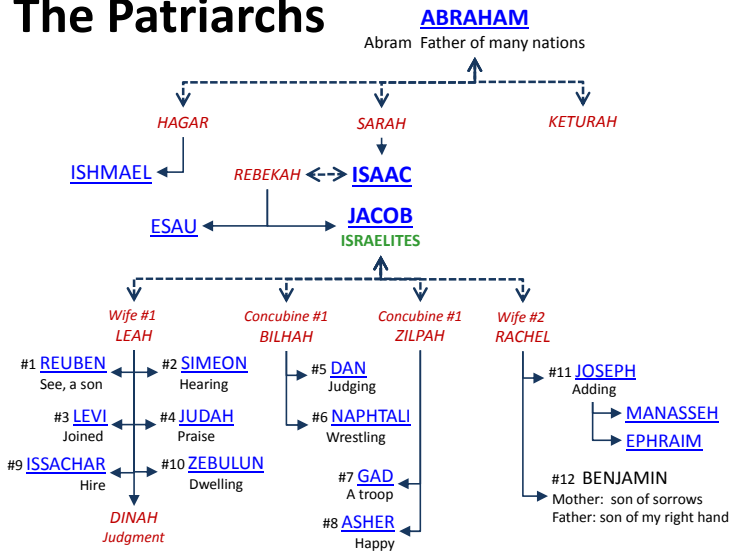 The Patriarchs
ABRAHAM
Abram Father of many nations
HAGAR
SARAH
KETURAH
ISHMAEL
REBEKAH
ISAAC
ESAU
JACOB
ISRAELITES
Wife #1
LEAH
Concubine #1
BILHAH
Concubine #1
ZILPAH
Wife #2
RACHEL
#1 REUBEN
See, a son
#2 SIMEON
Hearing
#3 LEVI
Joined
#4 JUDAH
Praise
#9 ISSACHAR
Hire
#10 ZEBULUN
Dwelling
DINAH
Judgment
#5 DAN
Judging
#6 NAPHTALI
Wrestling
#7 GAD
A troop
#8 ASHER
Happy
#11 JOSEPH
Adding
MANASSEH
EPHRAIM
#12 BENJAMIN
Mother: son of sorrows
Father: son of my right hand